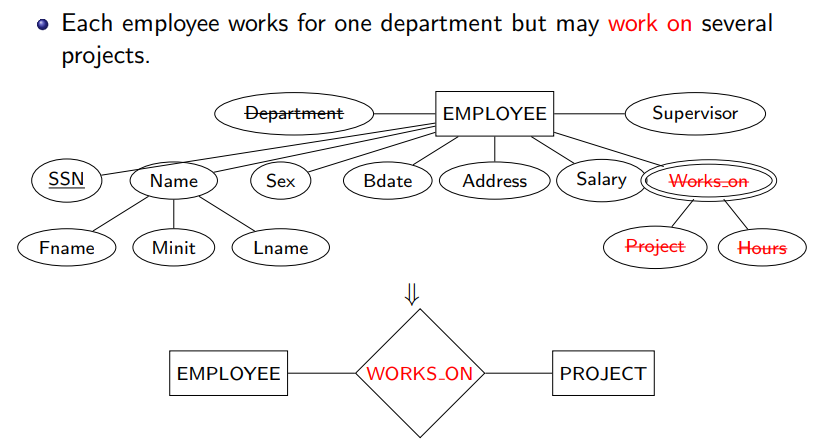 Each employee works for one department but may work on several
projects.
Department
EMPLOYEE
Supervisor
SSN
Name
Sex
Bdate
Address
Salary
Works_on
Fname
Minit
Lname
Project
Hours
⇓
EMPLOYEE
WORKS_ON
PROJECT